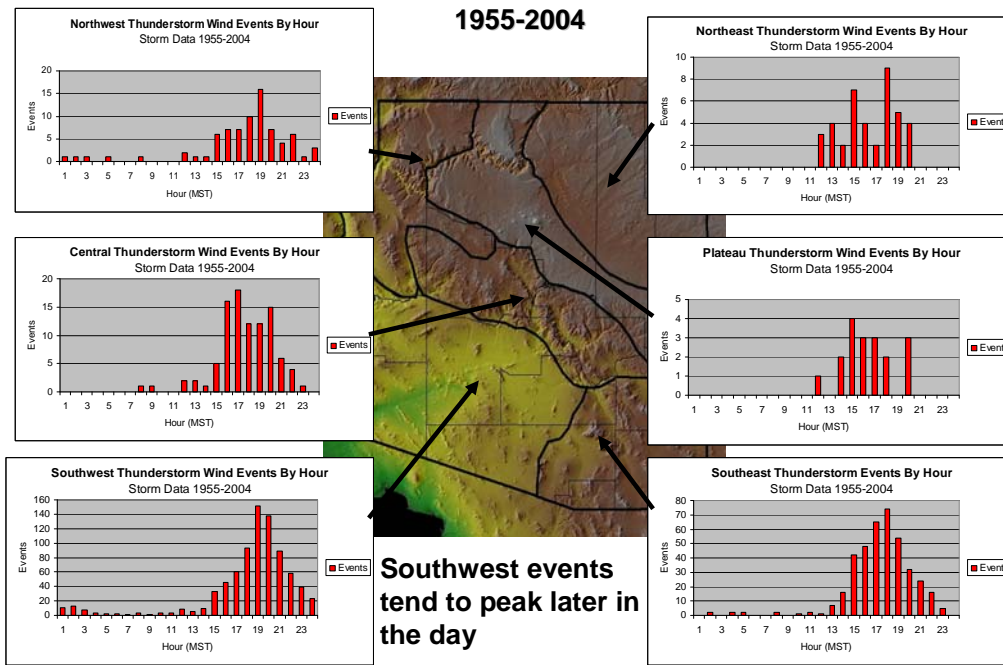 1955-2004
Northwest Thunderstorm Wind Events By Hour
Storm Data 1955-2004
20
15
10
5
0
Events
1 3 5 7 9 11 13 15 17 19 21 23
Hour (MST)
Events
Northeast Thunderstorm Wind Events By Hour
Storm Data 1955-2004
10
8
6
4
2
0
Events
1 3 5 7 9 11 13 15 17 19 21 23
Hour (MST)
Event
Central Thunderstorm Wind Events By Hour
Storm Data 1955-2004
20
15
10
5
0
Events
1 3 5 7 9 11 13 15 17 19 21 23
Hour (MST)
Events
Plateau Thunderstorm Wind Events By Hour
Storm Data 1955-2004
5
4
3
2
1
0
Events
1 3 5 7 9 11 13 15 17 19 21 23
Hour (MST)
Events
Southwest Thunderstorm Wind Events By Hour
Storm Data 1955-2004
160
140
120
100
80
60
40
20
0
Events
1 3 5 7 9 11 13 15 17 19 21 23
Hour (MST)
Events
Southwest events
tend to peak later in
the day
Southeast Thunderstorm Events By Hour
Storm Data 1955-2004
80
70
60
50
40
30
20
10
0
Events
1 3 5 7 9 11 13 15 17 19 21 23
Hour (MST)
Events